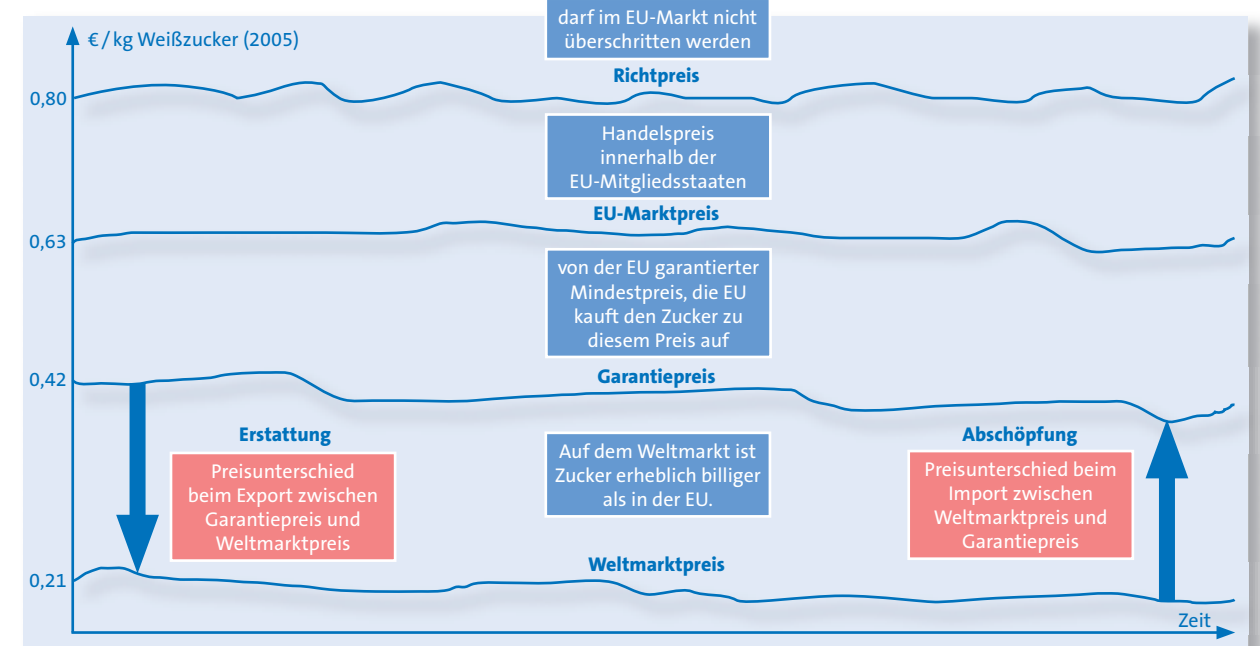 darf im EU-Markt nicht
überschritten werden
€/kg Weißzucker (2005)
Richtpreis
0,80
Handelspreis
innerhalb der
EU-Mitgliedsstaaten
EU-Marktpreis
0,63
von der EU garantierter
Mindestpreis, die EU
kauft den Zucker zu
diesem Preis auf
0,42
Garantiepreis
Erstattung
Preisunterschied
beim Export zwischen
Garantiepreis und
Weltmarktpreis
Auf dem Weltmarkt ist
Zucker erheblich billiger
als in der EU.
Abschöpfung
Preisunterschied beim
Import zwischen
Weltmarktpreis und
Garantiepreis
Weltmarktpreis
0,21
Zeit